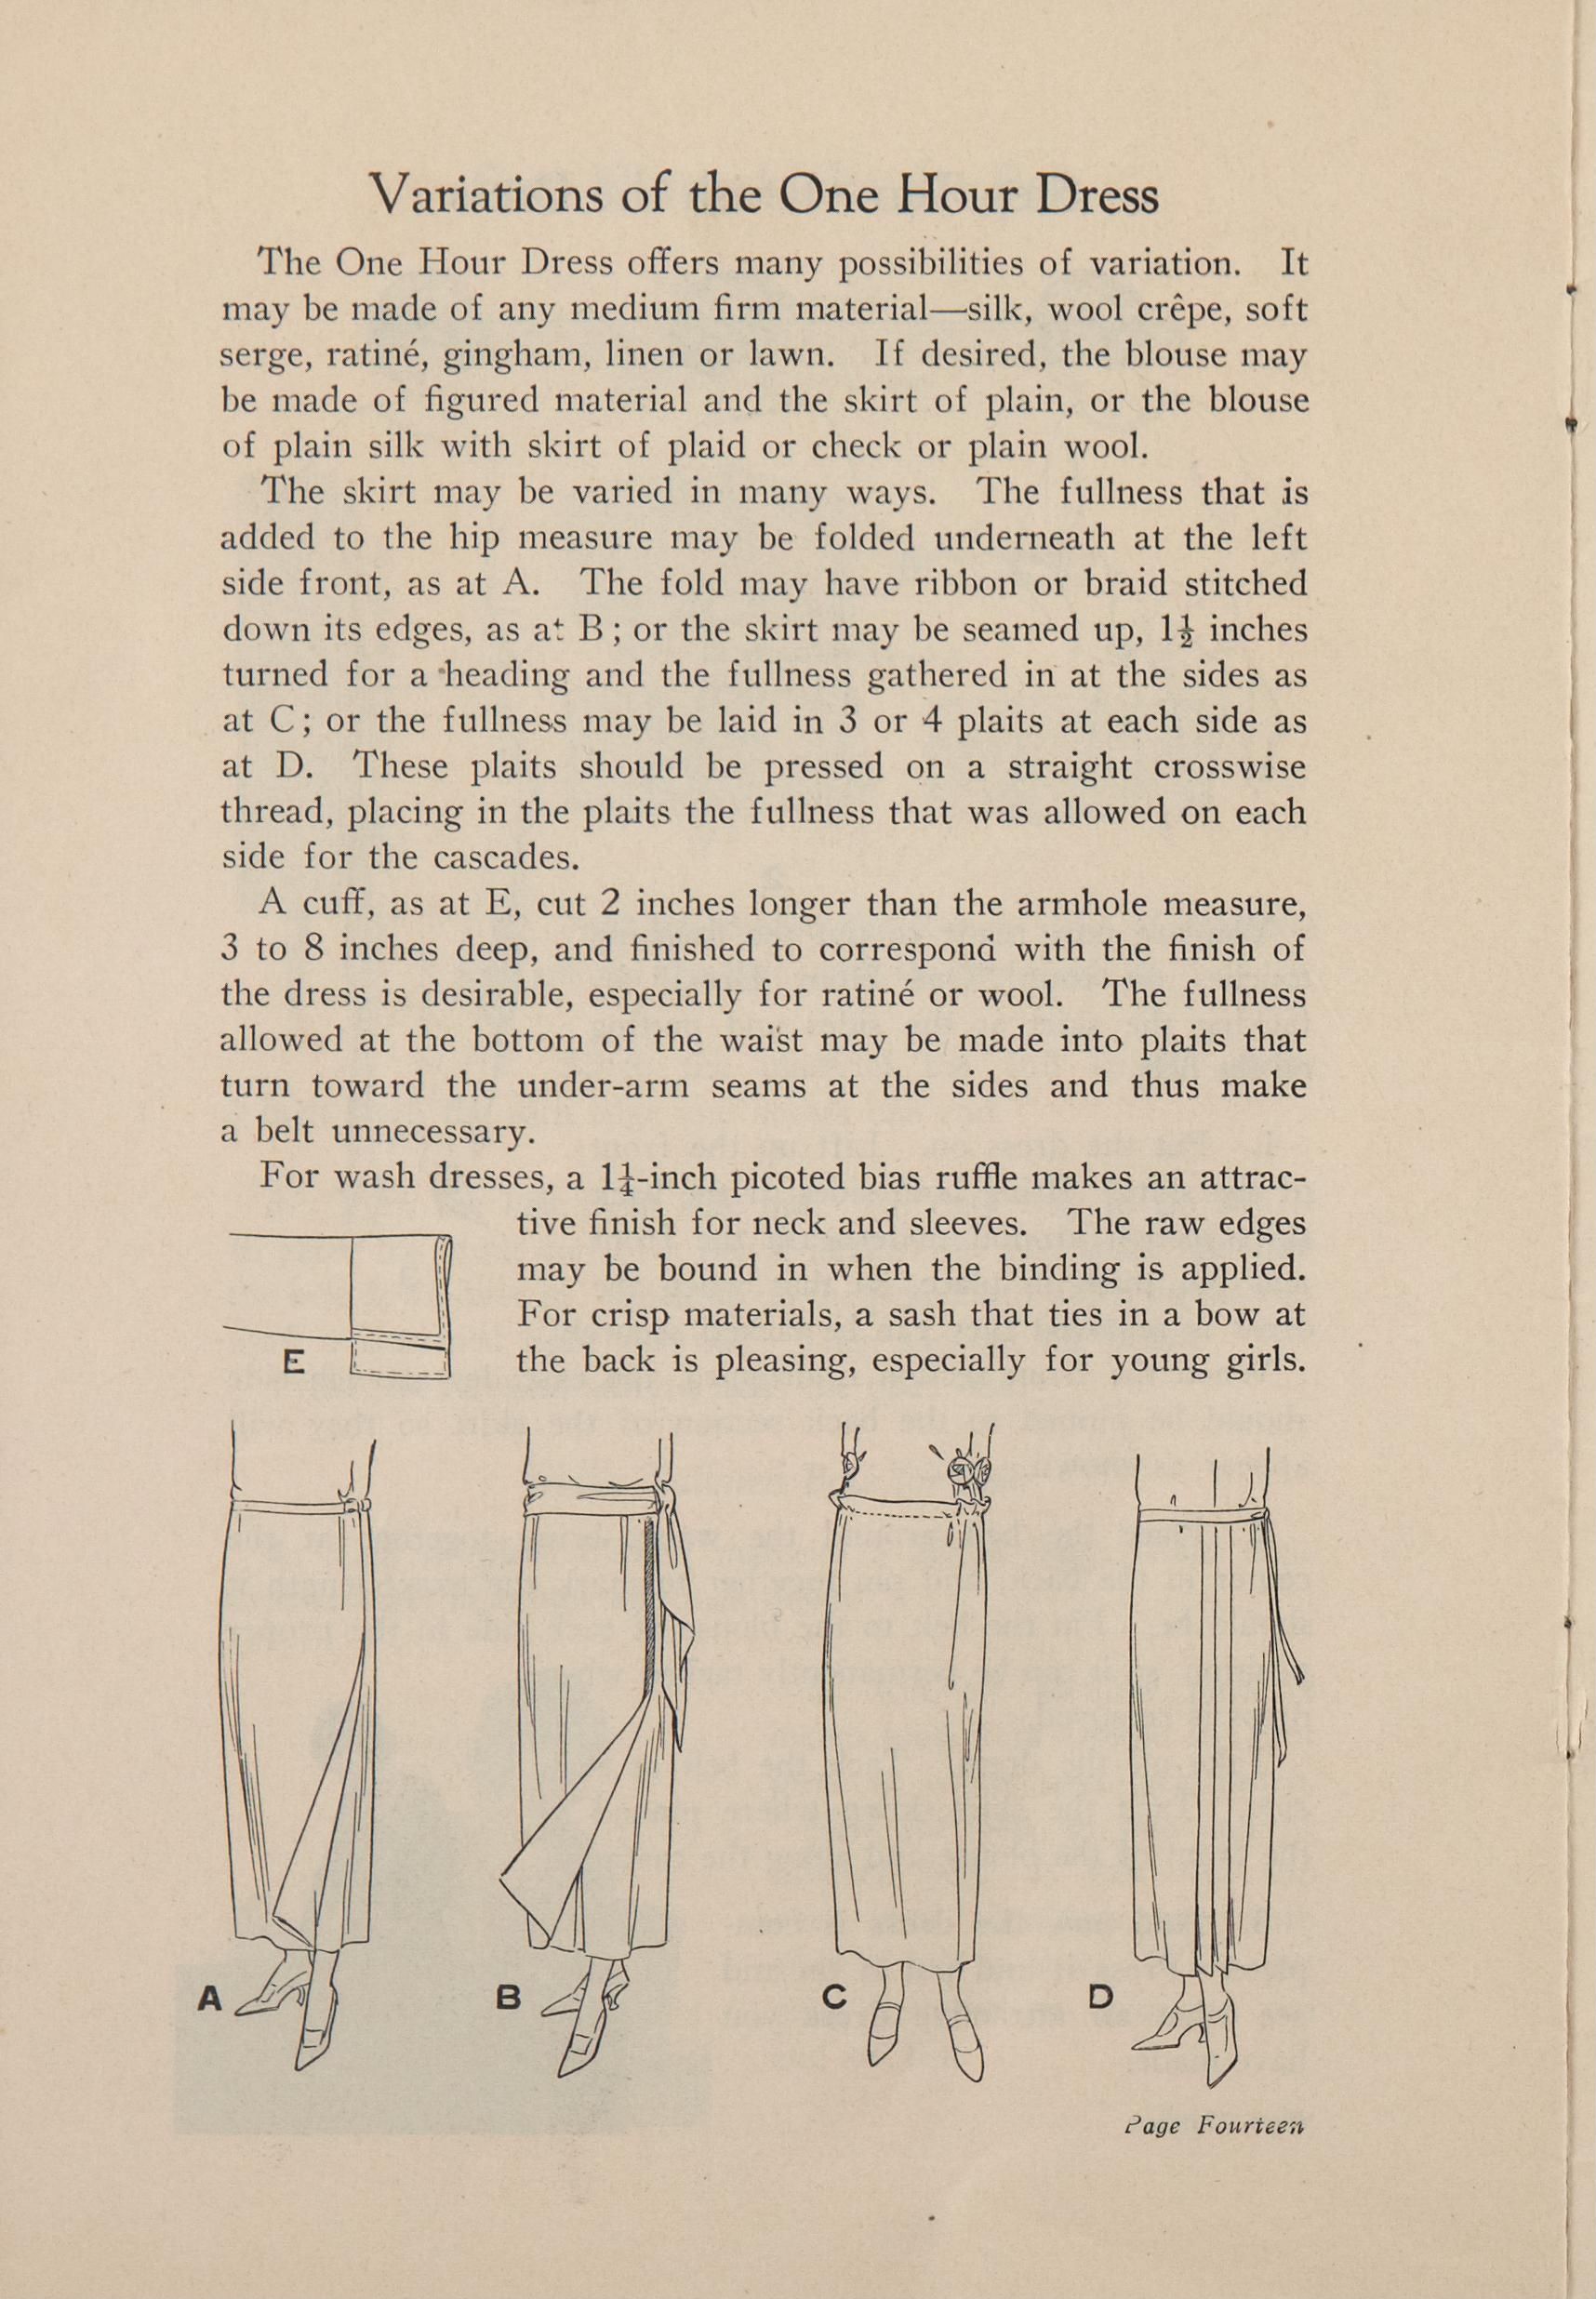 Variations of the One Hour Dress
The One Hour Dress offers many possibilities of variation. It
may be made of any medium firm material—silk, wool crêpe, soft
serge, ratiné, gingham, linen or lawn. If desired, the blouse may
be made of figured material and the skirt of plain, or the blouse
of plain silk with skirt of plaid or check or plain wool.
The skirt may be varied in many ways. The fullness that is
added to the hip measure may be folded underneath at the left
side front, as at A. The fold may have ribbon or braid stitched
down its edges, as at B; or the skirt may be seamed up, 1½ inches
turned for a heading and the fullness gathered in at the sides as
at C; or the fullness may be laid in 3 or 4 plaits at each side as
at D. These plaits should be pressed on a straight crosswise
thread, placing in the plaits the fullness that was allowed on each
side for the cascades.
A cuff, as at E, cut 2 inches longer than the armhole measure,
3 to 8 inches deep, and finished to correspond with the finish of
the dress is desirable, especially for ratiné or wool. The fullness
allowed at the bottom of the waist may be made into plaits that
turn toward the under-arm seams at the sides and thus make
a belt unnecessary.
For wash dresses, a 1¼-inch picoted bias ruffle makes an attrac-
tive finish for neck and sleeves. The raw edges
may be bound in when the binding is applied.
For crisp materials, a sash that ties in a bow at
the back is pleasing, especially for young girls.
E
A
B
C
D
Page Fourteen